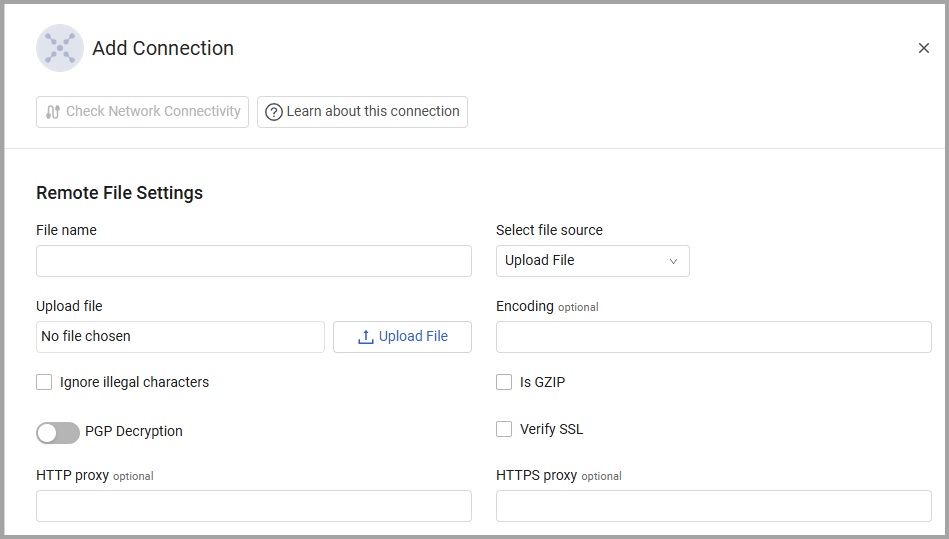 Add Connection
Check Network Connectivity
? Learn about this connection
Remote File Settings
File name
Select file source
Upload File
Upload file
Encoding optional
No file chosen
Upload File
Ignore illegal characters
Is GZIP
PGP Decryption
Verify SSL
HTTP proxy optional
HTTPS proxy optional